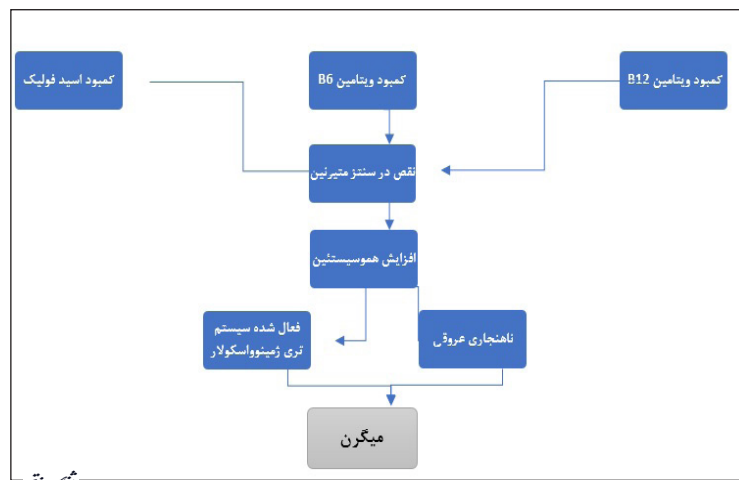 کمبود ویتامین B12
کمبود ویتامین B6
کمبود اسید فولیک
نقص در سنتز متیرنین
افزایش هموسیستئین
ناهنجاری عروقی
فعال شده سیستم
تری ژمینوواسکولار
میگرن